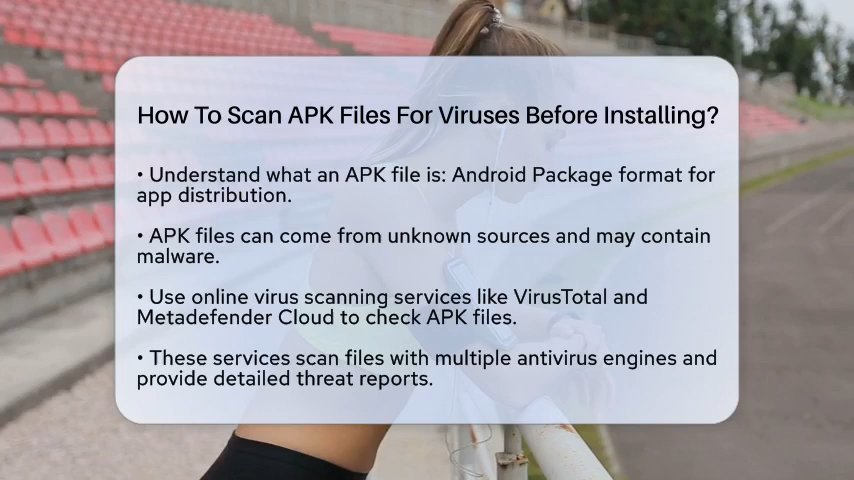 How To Scan APK Files For Viruses Before Installing?
• Understand what an APK file is: Android Package format for
app distribution.
• APK files can come from unknown sources and may contain
malware.
• Use online virus scanning services like VirusTotal and
Metadefender Cloud to check APK files.
• These services scan files with multiple antivirus engines and
provide detailed threat reports.